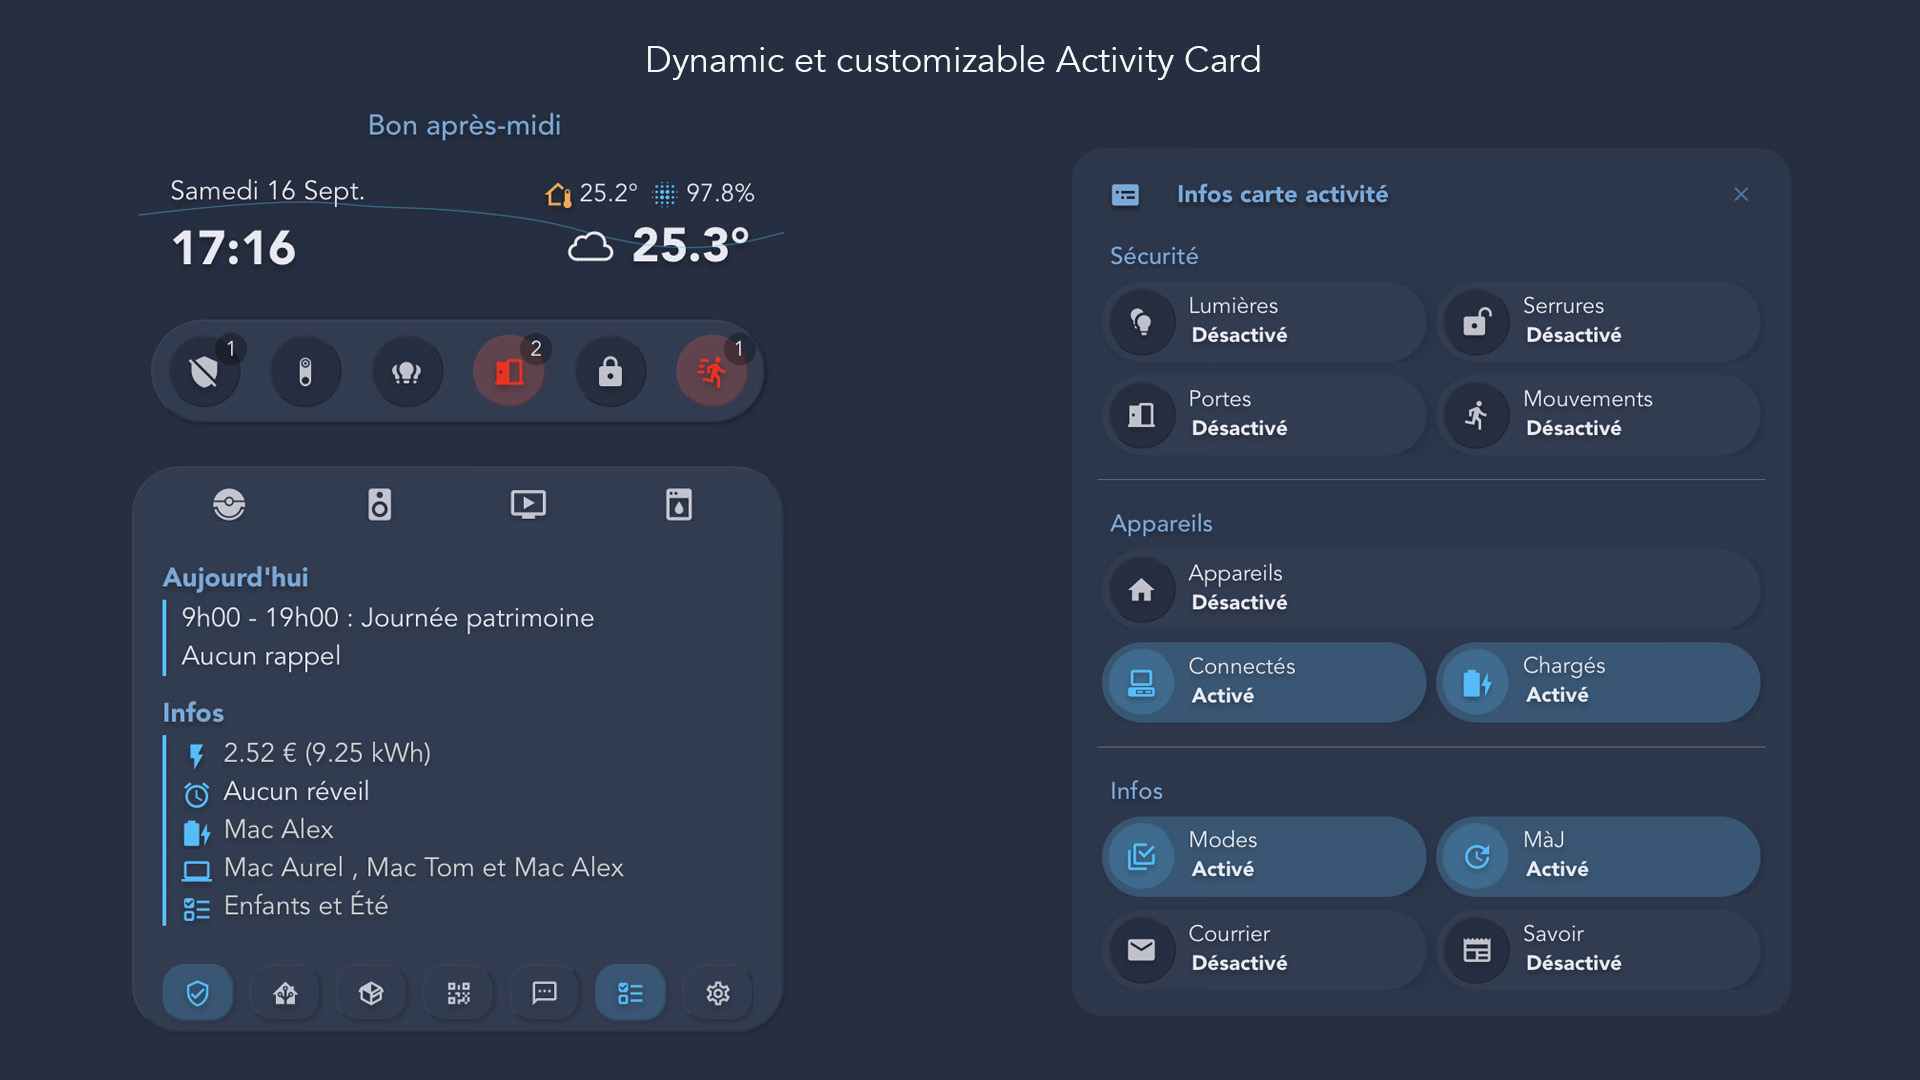 Dynamic et customizable Activity Card
Bon après-midi
Samedi 16 Sept.
25.2° 97.8%
17:16
25.3°
1
2
1
Aujourd'hui
9h00 - 19h00 : Journée patrimoine
Aucun rappel
Infos
2.52 € (9.25 kWh)
Aucun réveil
Mac Alex
Mac Aurel , Mac Tom et Mac Alex
Enfants et Été
Infos carte activité
Sécurité
Lumières
Désactivé
Serrures
Désactivé
Portes
Désactivé
Mouvements
Désactivé
Appareils
Appareils
Désactivé
Connectés
Activé
Chargés
Activé
Infos
Modes
Activé
MàJ
Activé
Courrier
Désactivé
Savoir
Désactivé